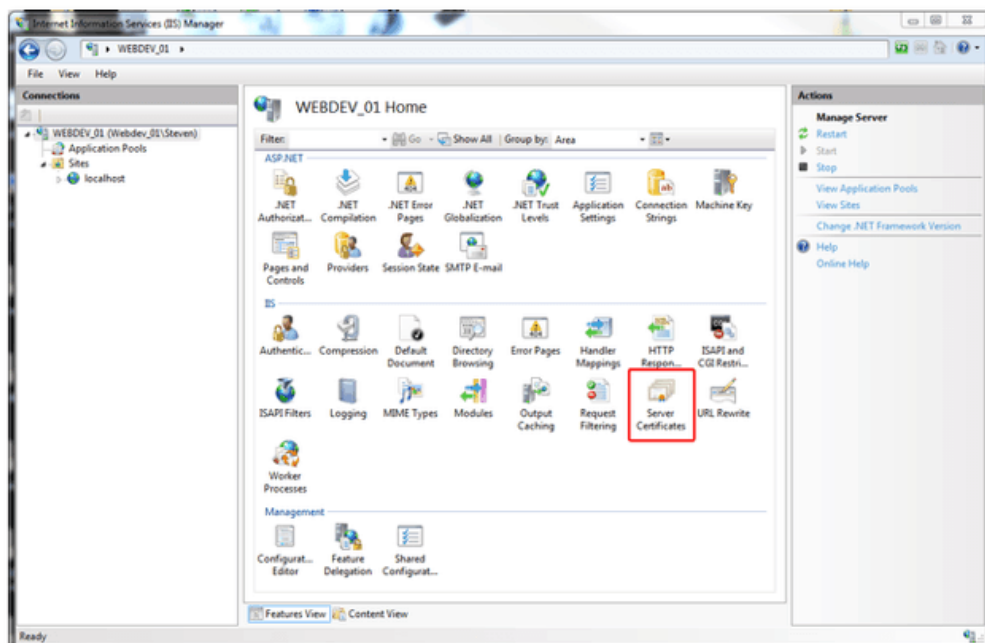 Internet Information Services (IIS) Manager
WEBDEV_01
File View Help
Connections
WEBDEV_01 (Webdev_01\Steven)
Application Pools
Sites
localhost
WEBDEV_01 Home
Filter: Go Show All Group by: Area
ASP.NET
.NET Authorizat...
.NET Compilation
.NET Error Pages
.NET Globalization
.NET Trust Levels
Application Settings
Connection Strings
Machine Key
Pages and Controls
Providers
Session State
SMTP E-mail
IIS
Authentic...
Compression
Default Document
Directory Browsing
Error Pages
Handler Mappings
HTTP Respon...
ISAPI and CGI Restri...
ISAPI Filters
Logging
MIME Types
Modules
Output Caching
Request Filtering
Server Certificates
URL Rewrite
Worker Processes
Management
Configurat... Editor
Feature Delegation
Shared Configurat...
Features View
Content View
Actions
Manage Server
Restart
Start
Stop
View Application Pools
View Sites
Change .NET Framework Version
Help
Online Help
Ready